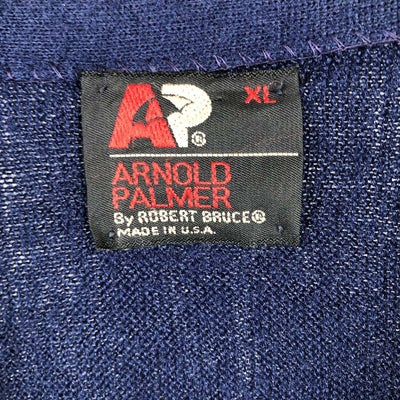 AP® XL
ARNOLD
PALMER
By ROBERT BRUCE®
MADE IN U.S.A.